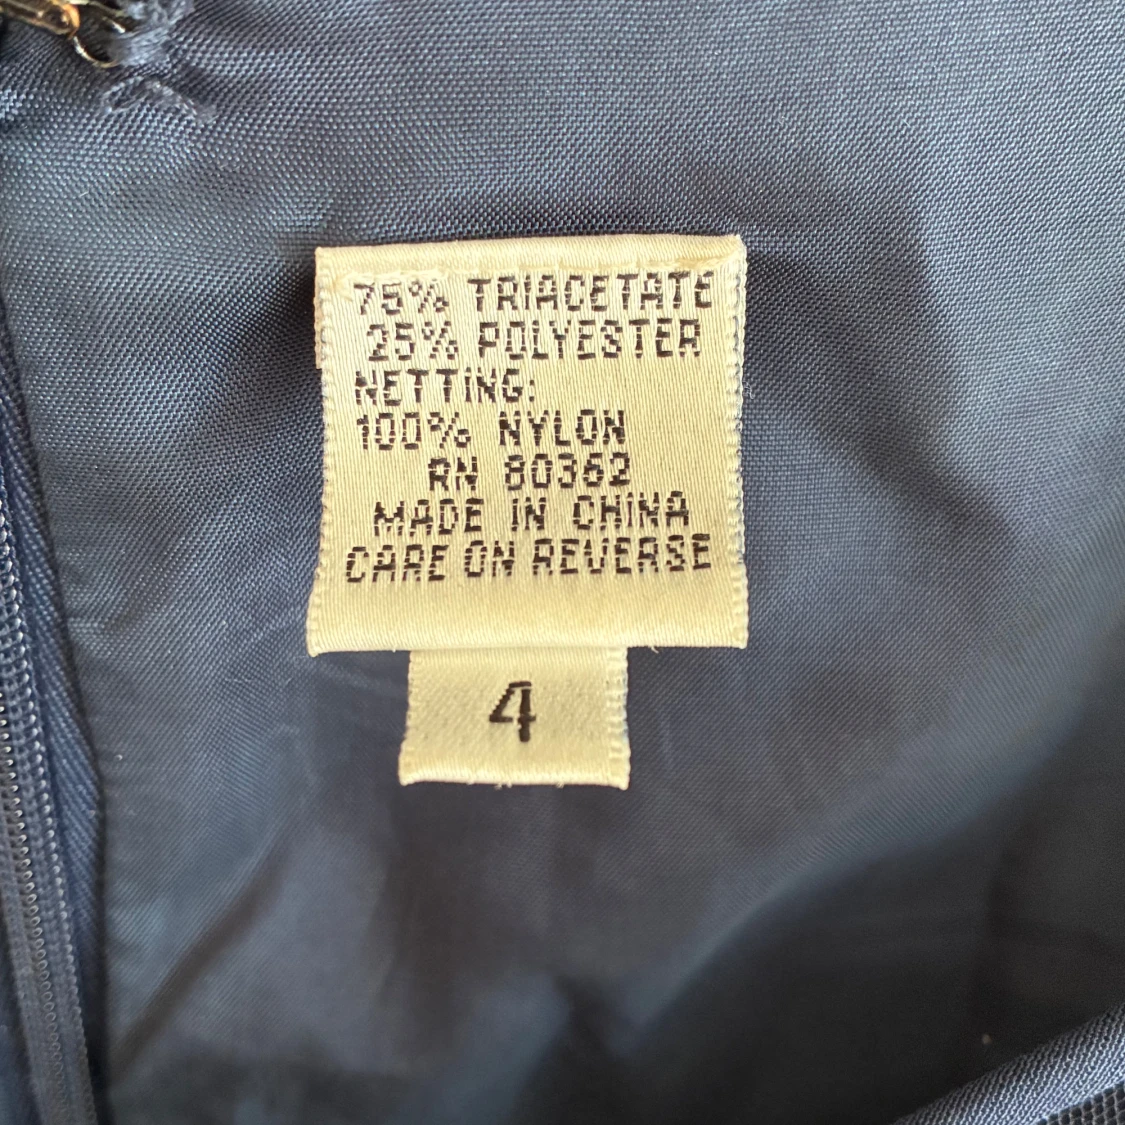 75% TRIACETATE
25% POLYESTER
NETTING:
100% NYLON
RN 80362
MADE IN CHINA
CARE ON REVERSE
4